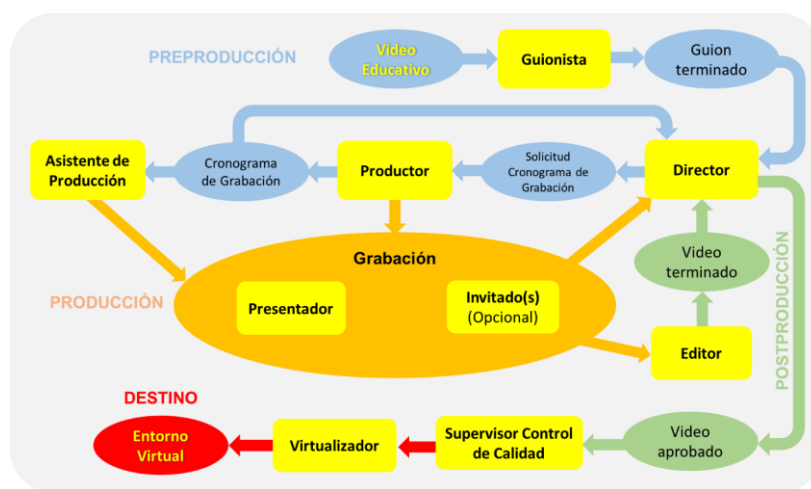 PREPRODUCCIÓN
Video
Educativo
Guionista
Guion
terminado
Asistente de
Producción
Cronograma
de Grabación
Productor
Solicitud
Cronograma de
Grabación
Director
Grabación
PRODUCCIÓN
Presentador
Invitado(s)
(Opcional)
Video
terminado
Editor
POSTPRODUCCIÓN
DESTINO
Entorno
Virtual
Virtualizador
Supervisor Control
de Calidad
Video
aprobado